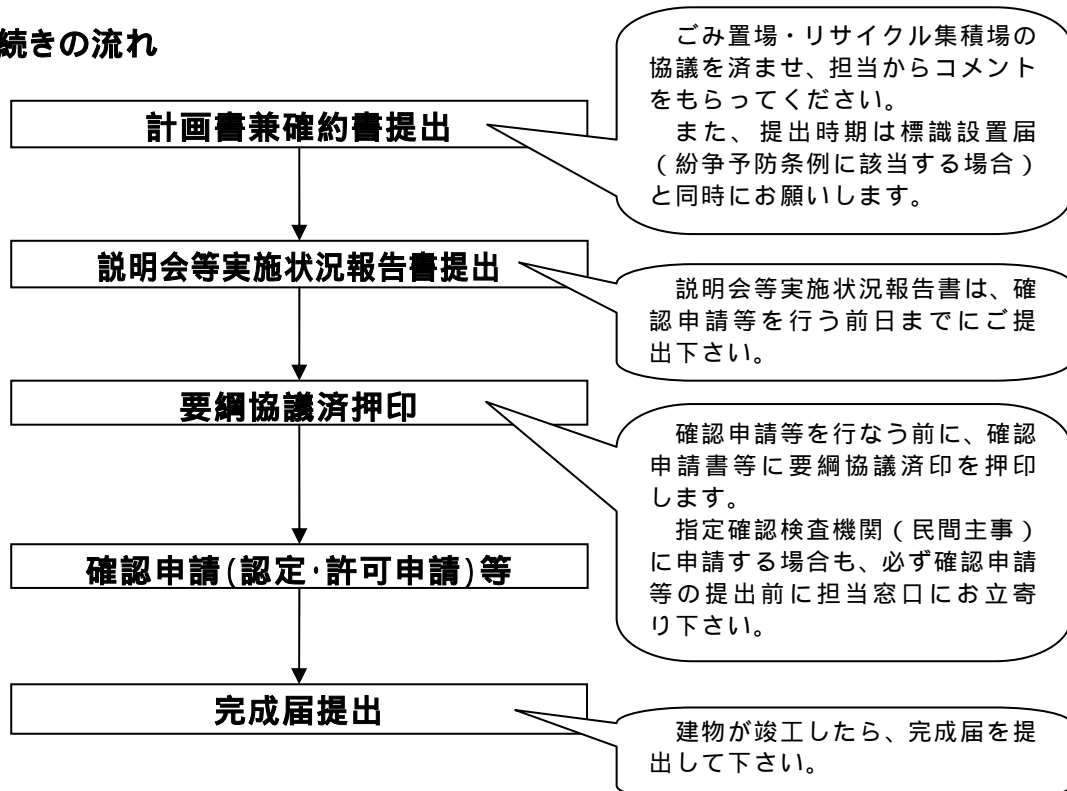 続きの流れ
計画書兼確約書提出
ごみ置場・リサイクル集積場の
協議を済ませ、担当からコメント
をもらってください。
また、提出時期は標識設置届
（紛争予防条例に該当する場合）
と同時にお願いします。
説明会等実施状況報告書提出
説明会等実施状況報告書は、確
認申請等を行う前日までにご提
出下さい。
要綱協議済押印
確認申請等を行なう前に、確認
申請書等に要綱協議済印を押印
します。
指定確認検査機関（民間主事）
に申請する場合も、必ず確認申請
等の提出前に担当窓口にお立寄
り下さい。
確認申請(認定･許可申請)等
完成届提出
建物が竣工したら、完成届を提
出して下さい。